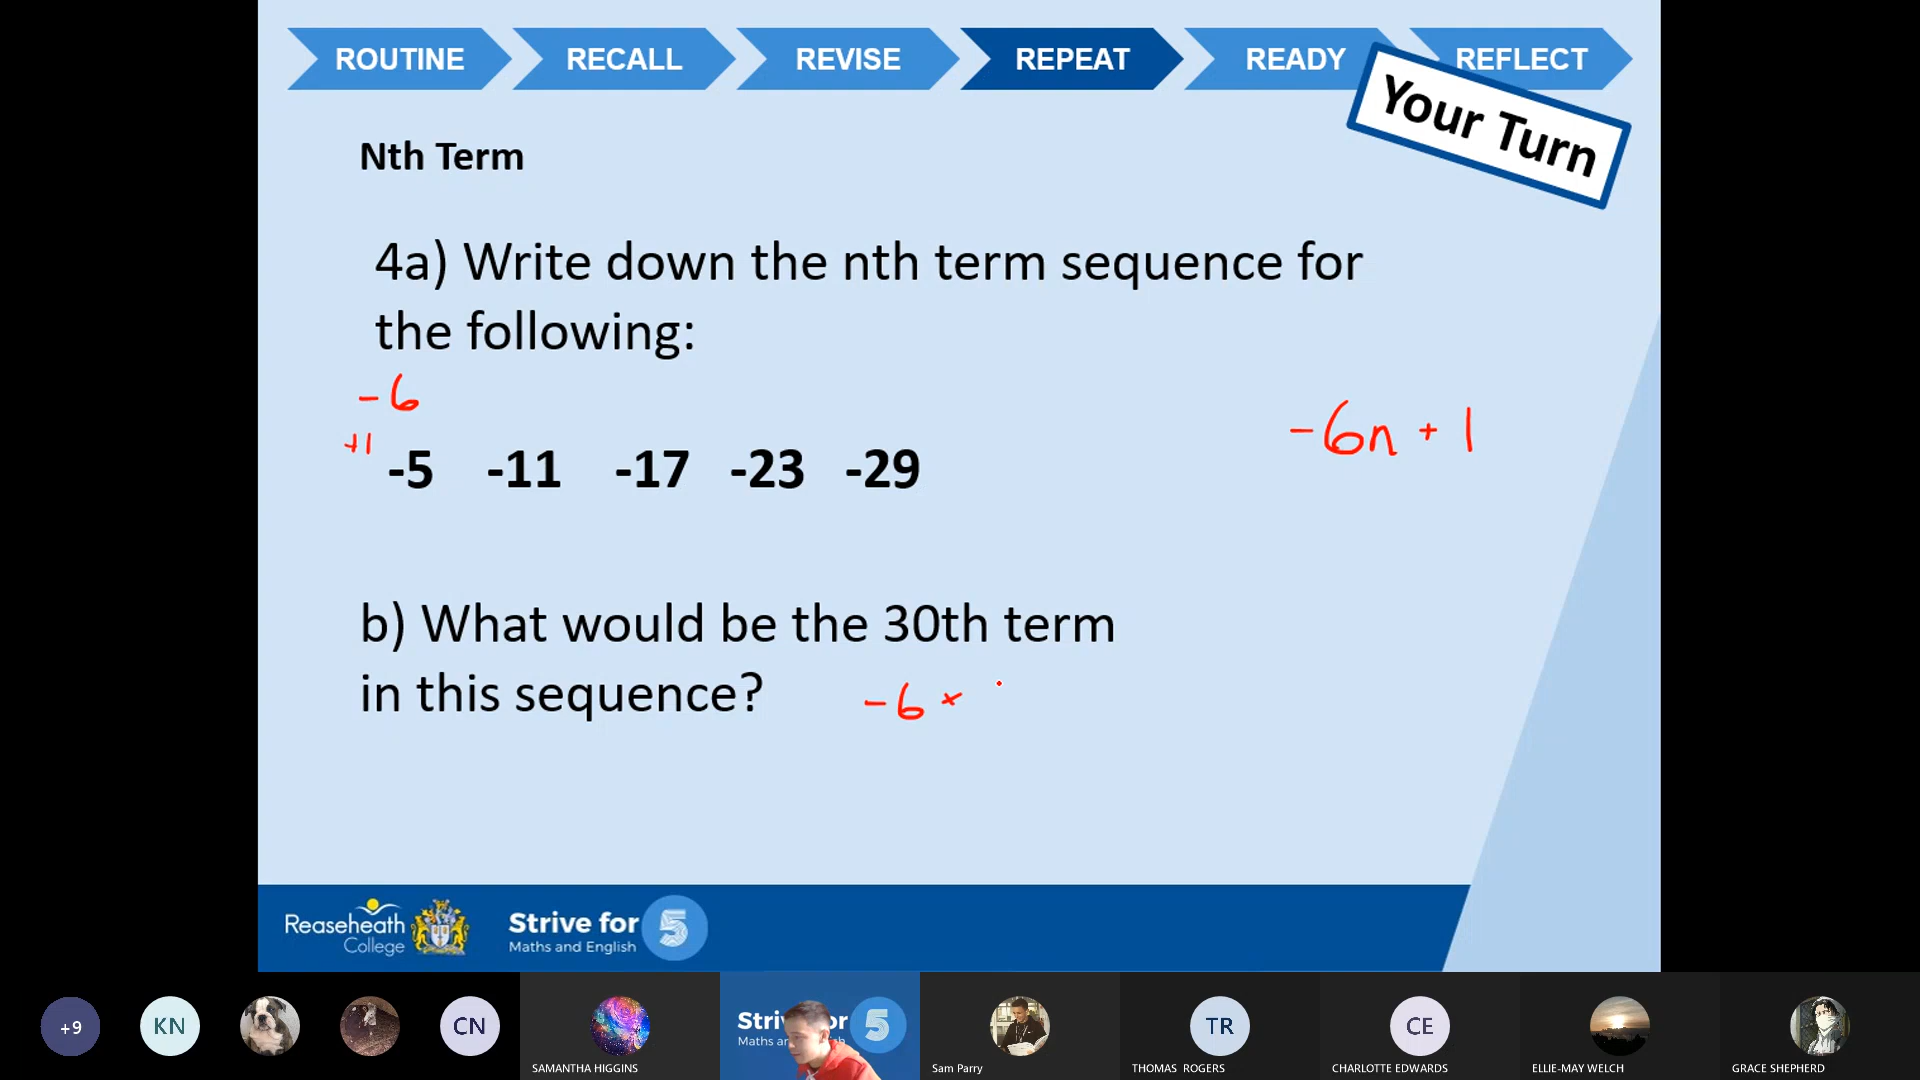 ROUTINE RECALL REVISE REPEAT READY REFLECT
Your Turn
Nth Term
4a) Write down the nth term sequence for
the following:
-6
+1
-5 -11 -17 -23 -29
-6n + 1
b) What would be the 30th term
in this sequence?
-6 ×
Reaseheath
College
Strive for 5
Maths and English
+9 KN CN
SAMANTHA HIGGINS
Sam Parry
TR
THOMAS ROGERS
CE
CHARLOTTE EDWARDS
ELLIE-MAY WELCH
GRACE SHEPHERD